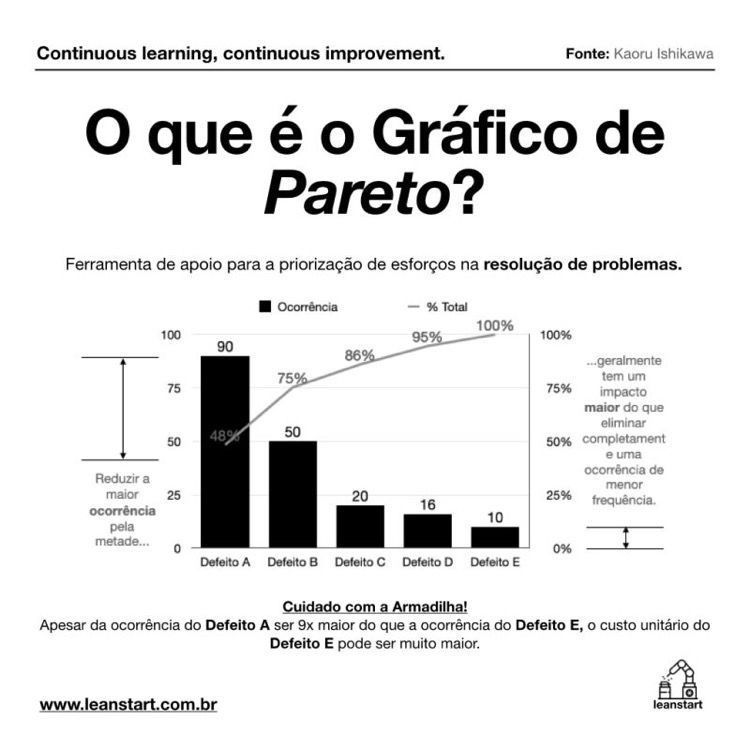 Continuous learning, continuous improvement.
Fonte: Kaoru Ishikawa
O que é o Gráfico de
Pareto?
Ferramenta de apoio para a priorização de esforços na resolução de problemas.
Ocorrência
% Total
100
75
50
25
0
90
50
20
16
10
48%
75%
86%
95%
100%
100%
75%
50%
25%
0%
Defeito A
Defeito B
Defeito C
Defeito D
Defeito E
Reduzir a
maior
ocorrência
pela
metade...
...geralmente
tem um
impacto
maior do que
eliminar
completament
e uma
ocorrência de
menor
frequência.
Cuidado com a Armadilha!
Apesar da ocorrência do Defeito A ser 9x maior do que a ocorrência do Defeito E, o custo unitário do
Defeito E pode ser muito maior.
www.leanstart.com.br
leanstart